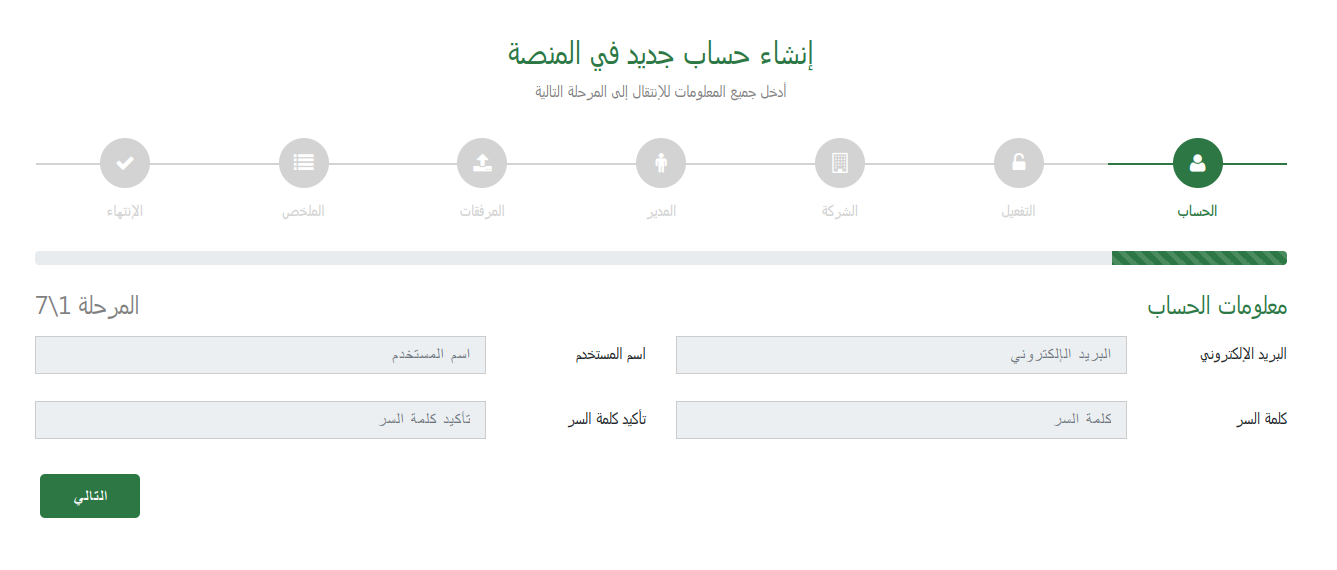 إنشاء حساب جديد في المنصة
أدخل جميع المعلومات للإنتقال إلى المرحلة التالية
الحساب التفعيل الشركة المدير المرفقات الملخص الإنتهاء
معلومات الحساب المرحلة 1\7
البريد الالكتروني البريد الإلكتروني اسم المستخدم اسم المستخدم
كلمة السر كلمة السر تأكيد كلمة السر تأكيد كلمة السر
التالي